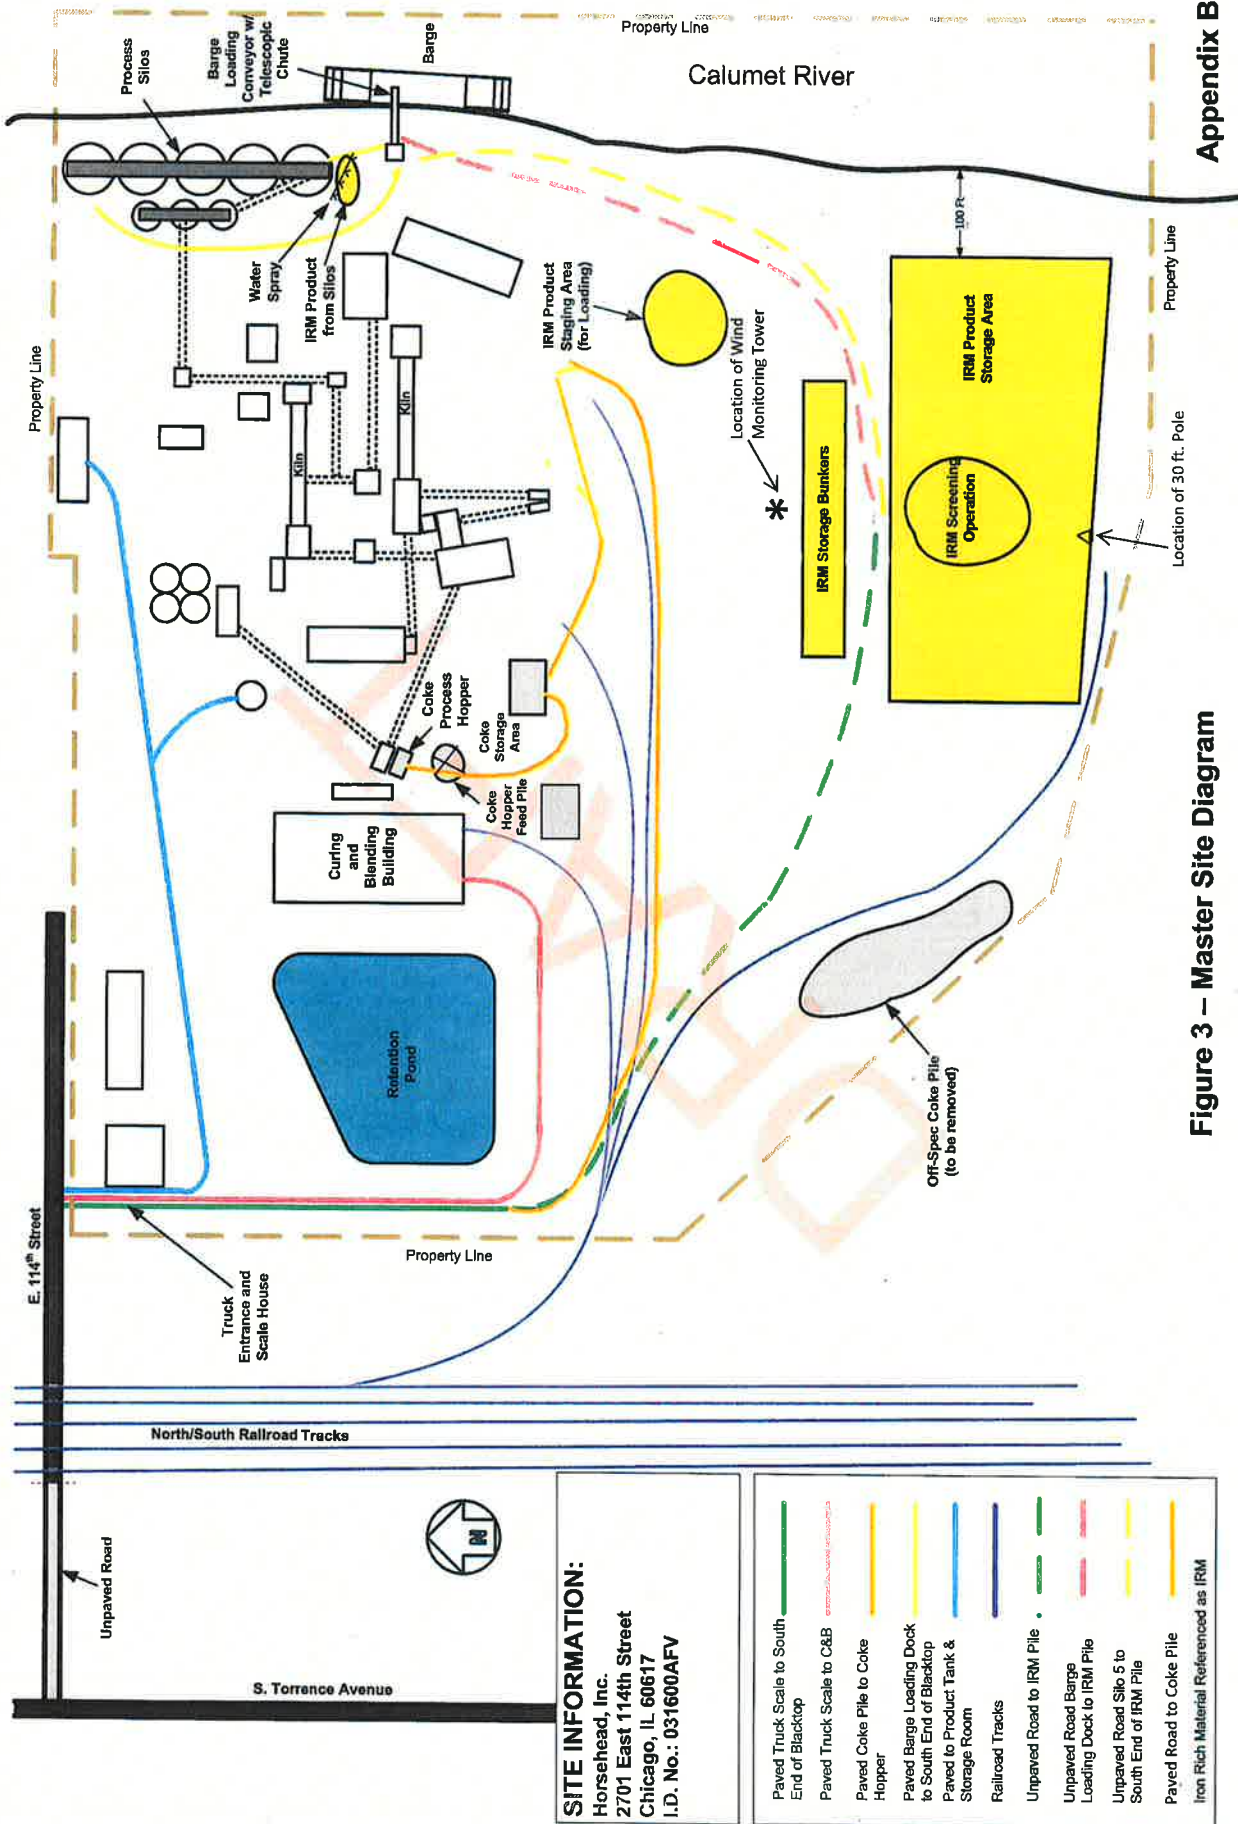 Appendix B
Property Line
Calumet River
Barge
Barge
Loading
Conveyor w/
Telescopic
Chute
Process
Silos
Property Line
Water
Spray
IRM Product
from Silos
IRM Product
Staging Area
(for Loading)
Location of Wind
Monitoring Tower
100 Ft.
Property Line
IRM Product
Storage Area
IRM Screening
Operation
IRM Storage Bunkers
Location of 30 ft. Pole
Kiln
Kiln
Coke
Process
Hopper
Coke
Storage
Area
Coke
Hopper
Feed Pile
Curing
and
Blending
Building
Retention
Pond
Off-Spec Coke Pile
(to be removed)
DRAFT
Property Line
E. 114th Street
Truck
Entrance and
Scale House
North/South Railroad Tracks
Unpaved Road
S. Torrence Avenue
N
SITE INFORMATION:
Horsehead, Inc.
2701 East 114th Street
Chicago, IL 60617
I.D. No.: 031600AFV
Paved Truck Scale to South
End of Blacktop
Paved Truck Scale to C&B
Paved Coke Pile to Coke
Hopper
Paved Barge Loading Dock
to South End of Blacktop
Paved to Product Tank &
Storage Room
Railroad Tracks
Unpaved Road to IRM Pile
Unpaved Road Barge
Loading Dock to IRM Pile
Unpaved Road Silo 5 to
South End of IRM Pile
Paved Road to Coke Pile
Iron Rich Material Referenced as IRM
Figure 3 – Master Site Diagram